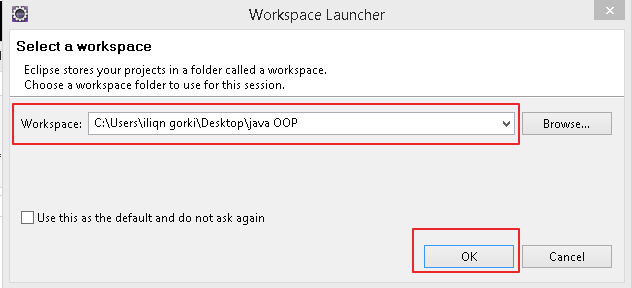 Workspace Launcher
Select a workspace
Eclipse stores your projects in a folder called a workspace.
Choose a workspace folder to use for this session.
Workspace: C:\Users\iliqn gorki\Desktop\java OOP Browse...
Use this as the default and do not ask again
OK Cancel